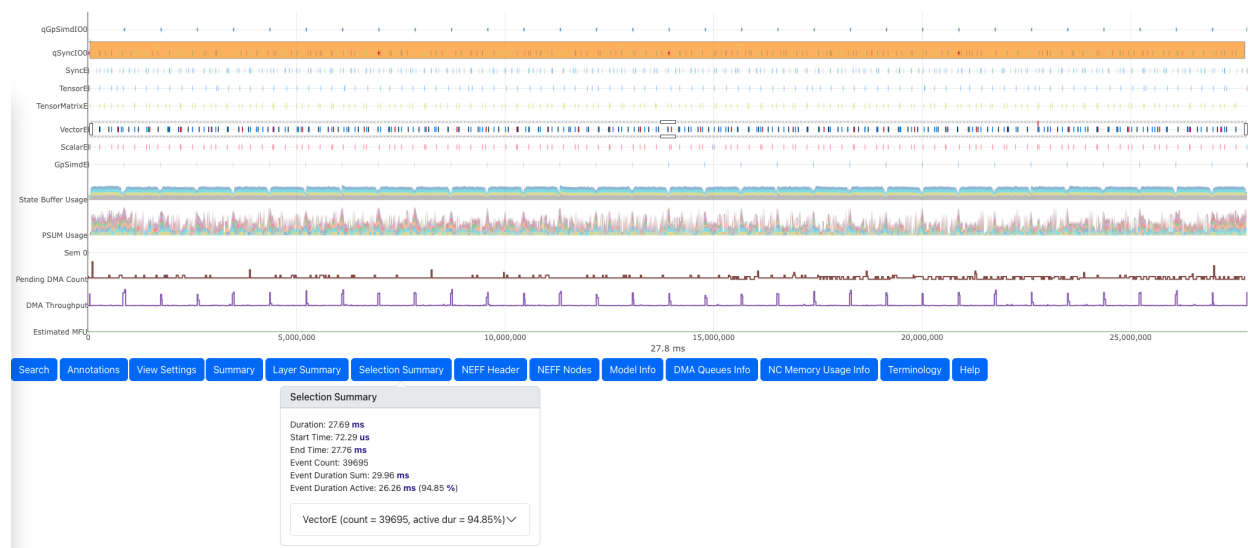 qGpSimdIO0
qSyncIO0
SyncE
TensorE
TensorMatrixE
VectorE
ScalarE
GpSimdE
State Buffer Usage
PSUM Usage
Sem 0
Pending DMA Count
DMA Throughput
Estimated MFU
0 5,000,000 10,000,000 15,000,000 20,000,000 25,000,000
27.8 ms
Search Annotations View Settings Summary Layer Summary Selection Summary NEFF Header NEFF Nodes Model Info DMA Queues Info NC Memory Usage Info Terminology Help
Selection Summary
Duration: 27.69 ms
Start Time: 72.29 us
End Time: 27.76 ms
Event Count: 39695
Event Duration Sum: 29.96 ms
Event Duration Active: 26.26 ms (94.85 %)
VectorE (count = 39695, active dur = 94.85%)